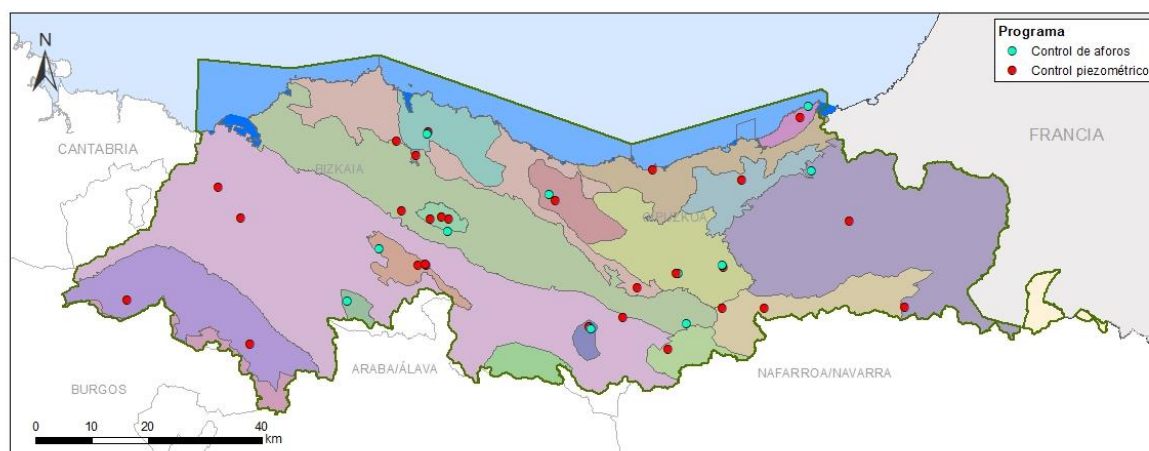 N
Programa
Control de aforos
Control piezométrico
CANTABRIA
FRANCIA
BIZKAIA
GIPUZKOA
ARABA/ÁLAVA
NAFARROA/NAVARRA
BURGOS
0 10 20 40
km